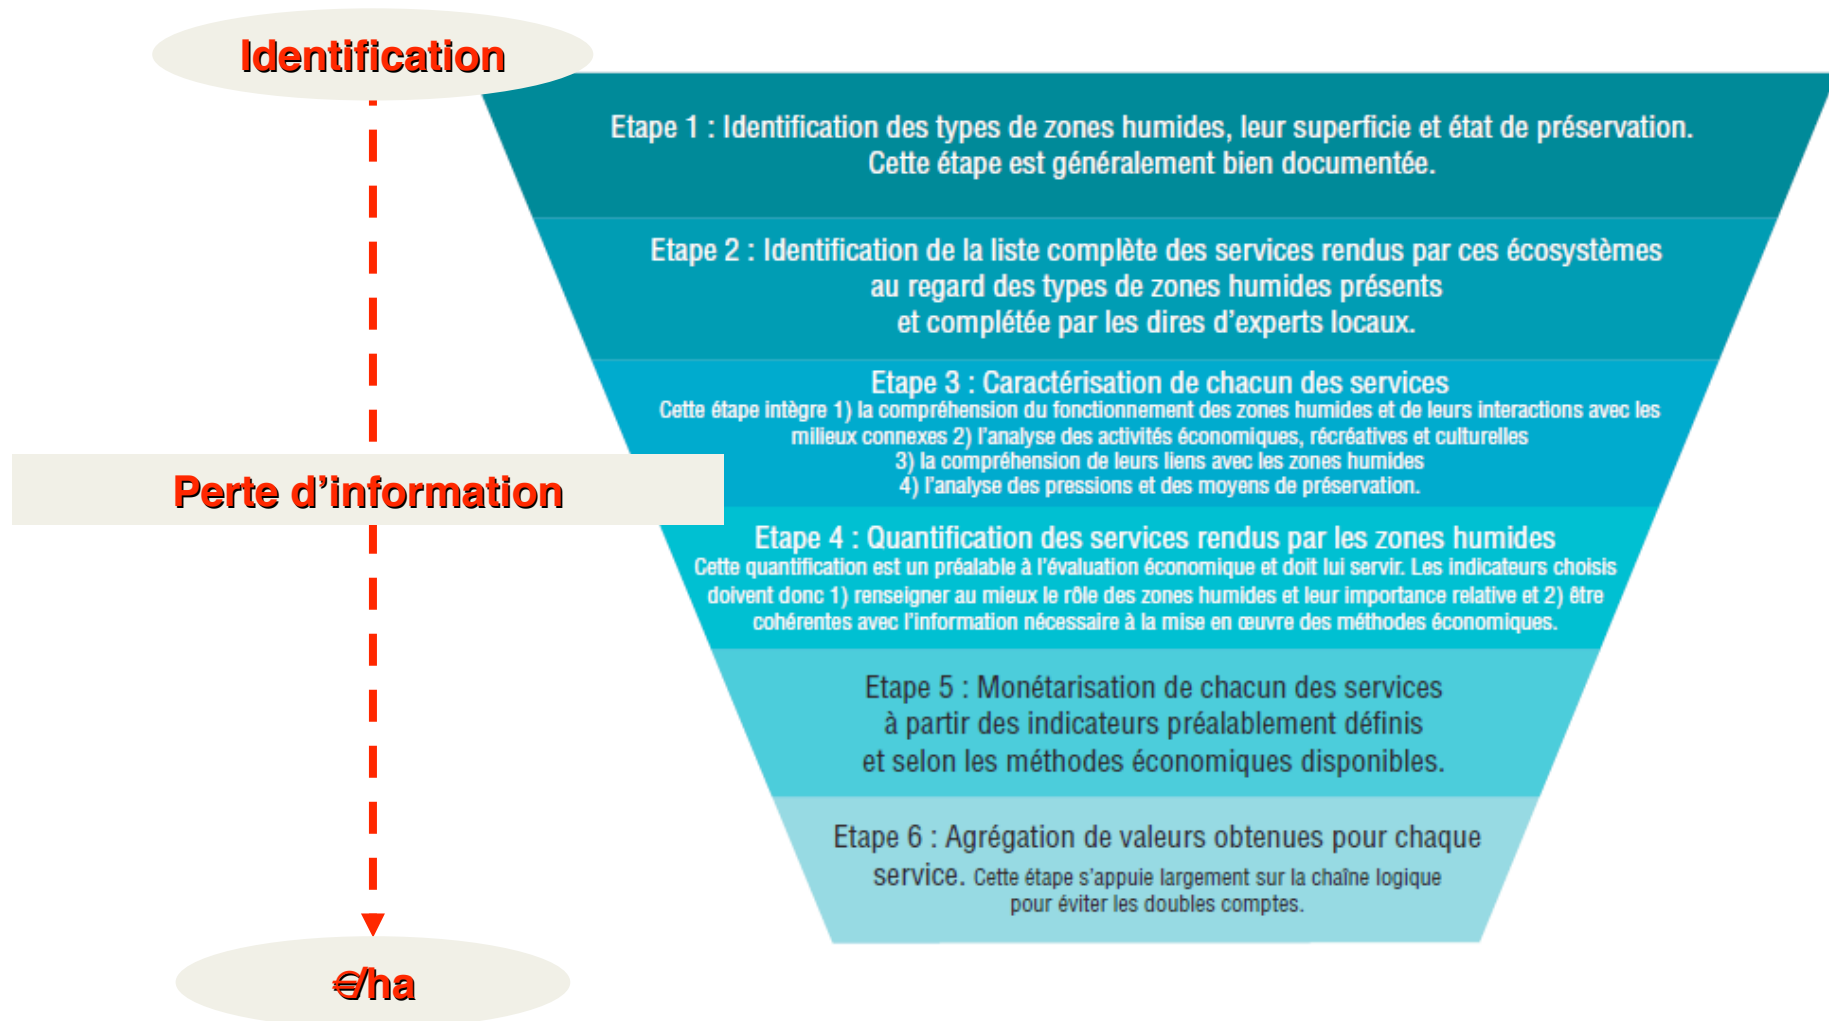 Identification
Etape 1 : Identification des types de zones humides, leur superficie et état de préservation.
Cette étape est généralement bien documentée.
Etape 2 : Identification de la liste complète des services rendus par ces écosystèmes
au regard des types de zones humides présents
et complétée par les dires d’experts locaux.
Etape 3 : Caractérisation de chacun des services
Cette étape intègre 1) la compréhension du fonctionnement des zones humides et de leurs interactions avec les
milieux connexes 2) l’analyse des activités économiques, récréatives et culturelles
3) la compréhension de leurs liens avec les zones humides
4) l’analyse des pressions et des moyens de préservation.
Perte d’information
Etape 4 : Quantification des services rendus par les zones humides
Cette quantification est un préalable à l’évaluation économique et doit lui servir. Les indicateurs choisis
doivent donc 1) renseigner au mieux le rôle des zones humides et leur importance relative et 2) être
cohérentes avec l’information nécessaire à la mise en œuvre des méthodes économiques.
Etape 5 : Monétarisation de chacun des services
à partir des indicateurs préalablement définis
et selon les méthodes économiques disponibles.
Etape 6 : Agrégation de valeurs obtenues pour chaque
service. Cette étape s’appuie largement sur la chaîne logique
pour éviter les doubles comptes.
€/ha